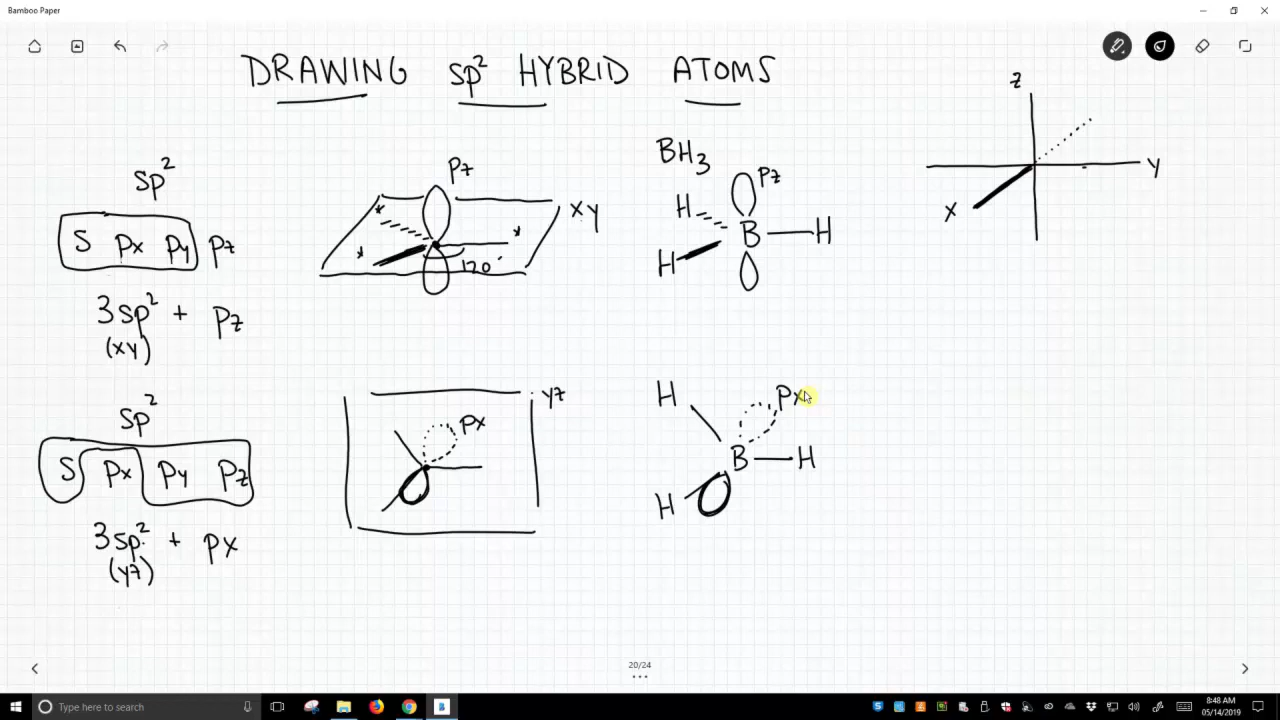 Bamboo Paper
DRAWING sp² HYBRID ATOMS
z
y
x
sp²
S Px Py Pz
3sp² + Pz
(xy)
Pz
xy
120°
BH₃
Pz
H
B H
H
sp²
S Px Py Pz
3sp² + Px
(yz)
yz
Px
H
Px
B H
H
20/24
Type here to search
8:48 AM
05/14/2019